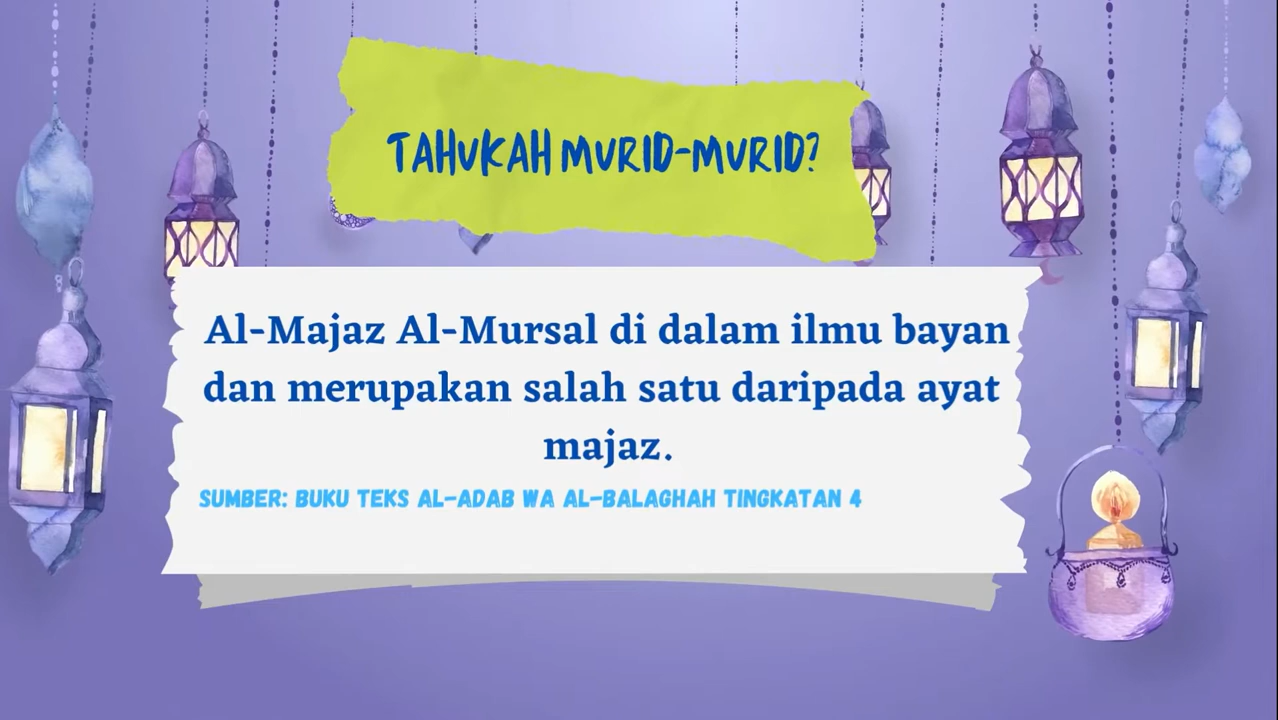 TAHUKAH MURID-MURID?
Al-Majaz Al-Mursal di dalam ilmu bayan
dan merupakan salah satu daripada ayat
majaz.
SUMBER: BUKU TEKS AL-ADAB WA AL-BALAGHAH TINGKATAN 4